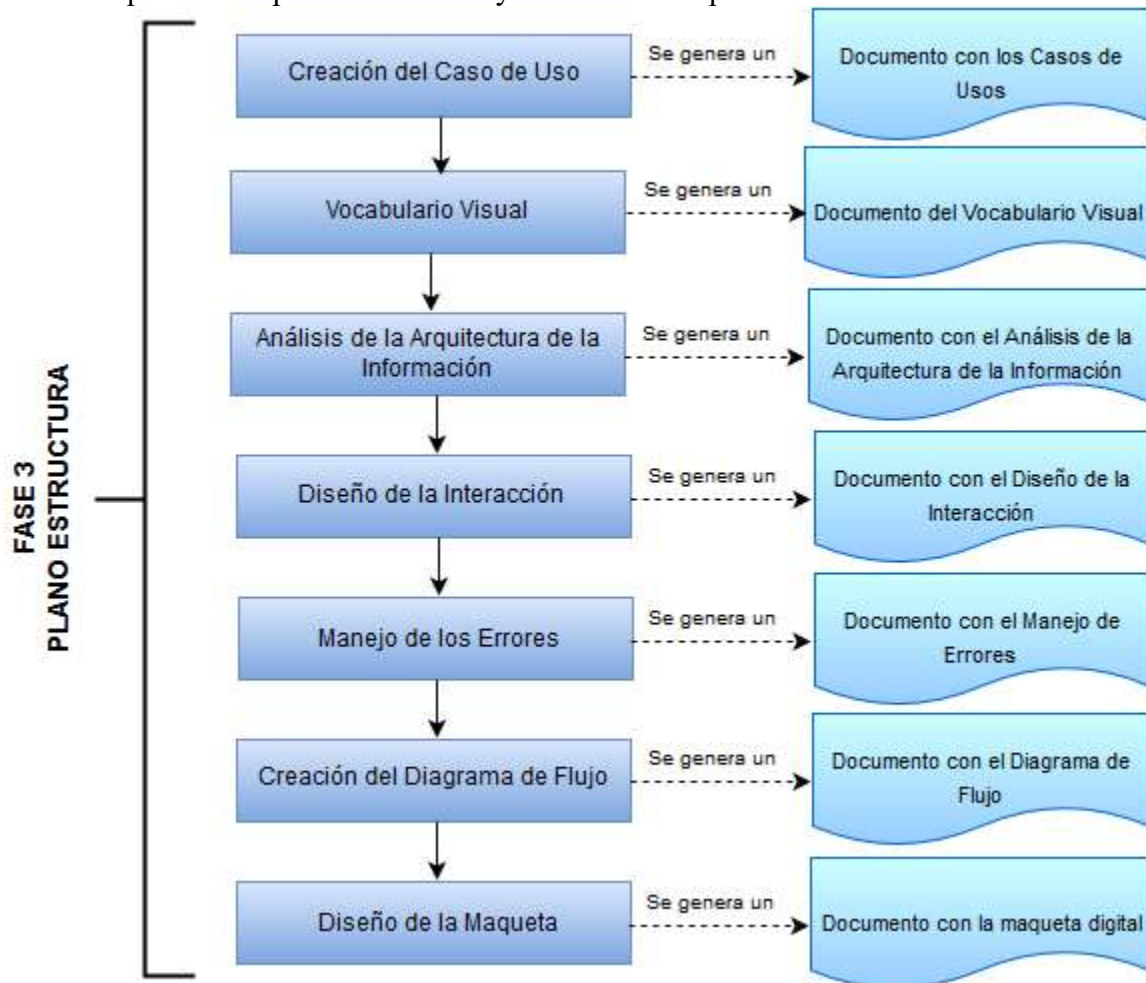 FASE 3
PLANO ESTRUCTURA
Creación del Caso de Uso
Se genera un
Documento con los Casos de
Usos
Vocabulario Visual
Se genera un
Documento del Vocabulario Visual
Análisis de la Arquitectura de la
Información
Se genera un
Documento con el Análisis de la
Arquitectura de la Información
Diseño de la Interacción
Se genera un
Documento con el Diseño de la
Interacción
Manejo de los Errores
Se genera un
Documento con el Manejo de
Errores
Creación del Diagrama de Flujo
Se genera un
Documento con el Diagrama de
Flujo
Diseño de la Maqueta
Se genera un
Documento con la maqueta digital